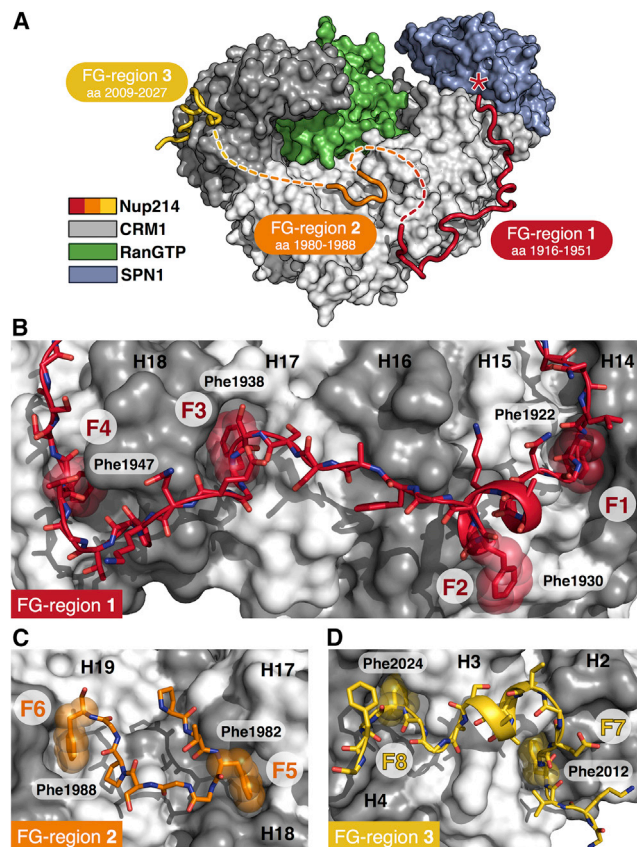 A
FG-region 3
aa 2009-2027
*
Nup214
CRM1
RanGTP
SPN1
FG-region 2
aa 1980-1988
FG-region 1
aa 1916-1951
B
H18
H17
H16
H15
H14
Phe1938
F3
Phe1922
F4
Phe1947
F1
F2
Phe1930
FG-region 1
C
H19
H17
F6
Phe1982
F5
Phe1988
H18
FG-region 2
D
Phe2024
H3
H2
F7
F8
Phe2012
H4
FG-region 3